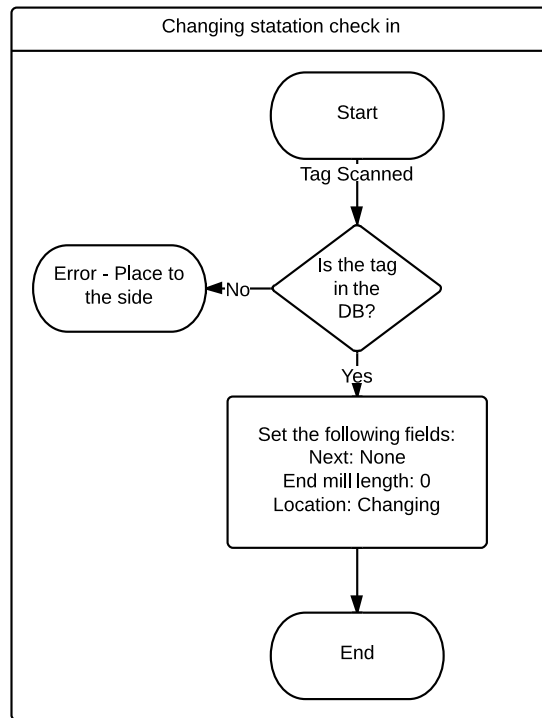 Changing statation check in
Start
Tag Scanned
Is the tag
in the
DB?
No
Error - Place to
the side
Yes
Set the following fields:
Next: None
End mill length: 0
Location: Changing
End